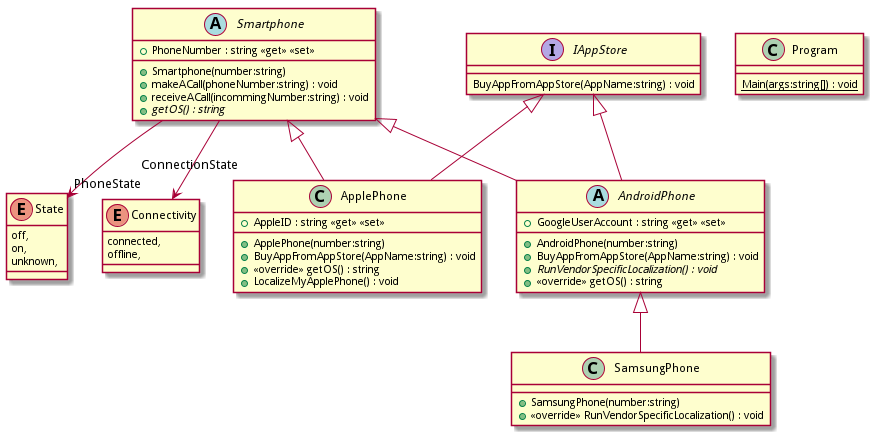 A Smartphone
PhoneNumber : string «get» «set»
Smartphone(number:string)
makeACall(phoneNumber:string) : void
receiveACall(incommingNumber:string) : void
getOS() : string
I IAppStore
BuyAppFromAppStore(AppName:string) : void
C Program
Main(args:string[]) : void
PhoneState
ConnectionState
E State
off,
on,
unknown,
E Connectivity
connected,
offline,
C ApplePhone
AppleID : string «get» «set»
ApplePhone(number:string)
BuyAppFromAppStore(AppName:string) : void
«override» getOS() : string
LocalizeMyApplePhone() : void
A AndroidPhone
GoogleUserAccount : string «get» «set»
AndroidPhone(number:string)
BuyAppFromAppStore(AppName:string) : void
RunVendorSpecificLocalization() : void
«override» getOS() : string
C SamsungPhone
SamsungPhone(number:string)
«override» RunVendorSpecificLocalization() : void